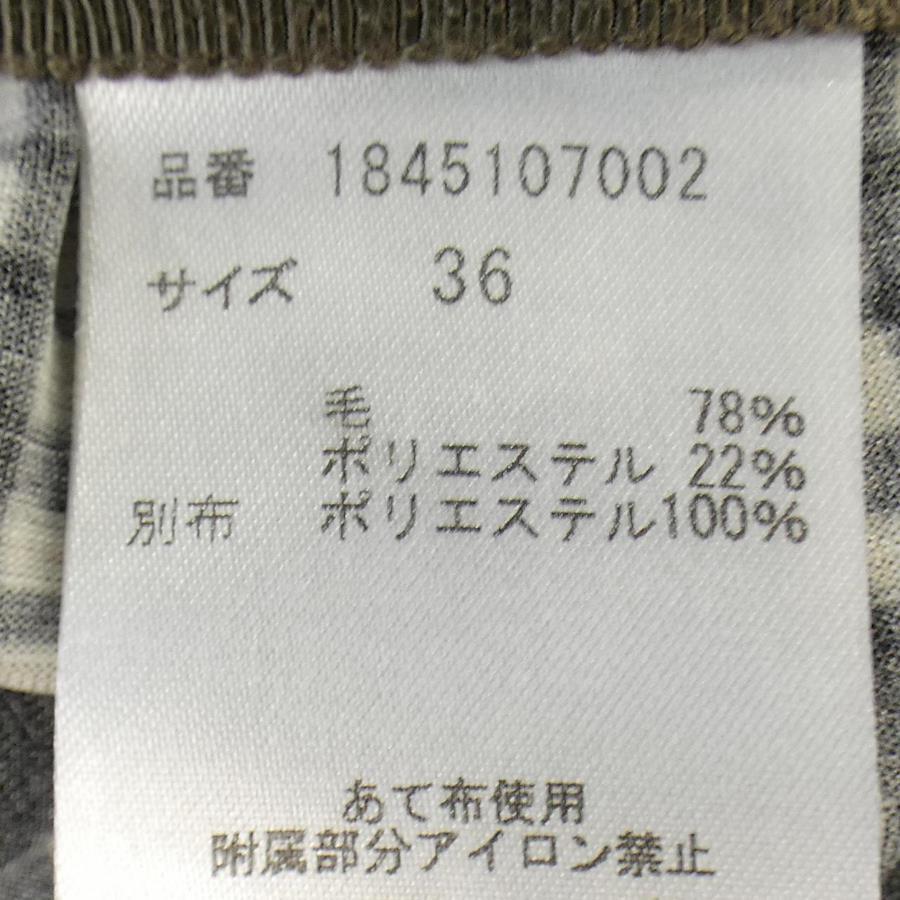 品番 1845107002
サイズ 36
毛 78%
ポリエステル 22%
別布 ポリエステル100%
あて布使用
附属部分アイロン禁止